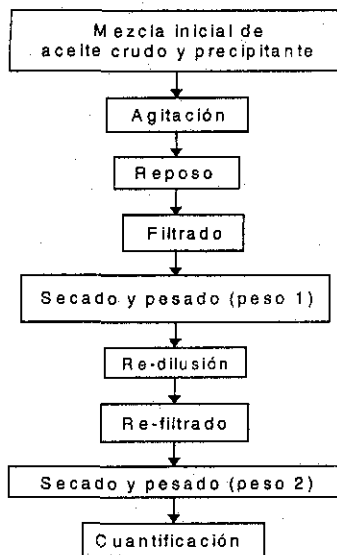 Mezcla inicial de
aceite crudo y precipitante
Agitación
Reposo
Filtrado
Secado y pesado (peso 1)
Re-dilusión
Re-filtrado
Secado y pesado (peso 2)
Cuantificación